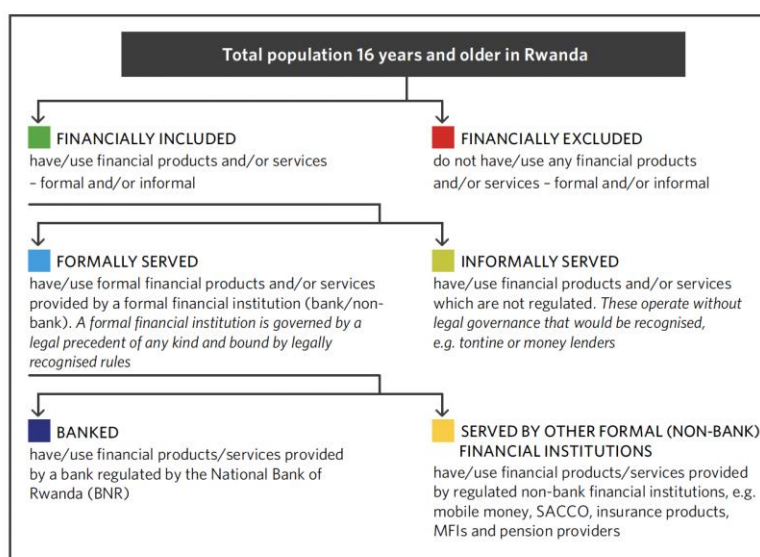 Total population 16 years and older in Rwanda
FINANCIALLY INCLUDED
have/use financial products and/or services
– formal and/or informal
FINANCIALLY EXCLUDED
do not have/use any financial products
and/or services – formal and/or informal
FORMALLY SERVED
have/use formal financial products and/or services
provided by a formal financial institution (bank/non-
bank). A formal financial institution is governed by a
legal precedent of any kind and bound by legally
recognised rules
INFORMALLY SERVED
have/use financial products and/or services
which are not regulated. These operate without
legal governance that would be recognised,
e.g. tontine or money lenders
BANKED
have/use financial products/services provided
by a bank regulated by the National Bank of
Rwanda (BNR)
SERVED BY OTHER FORMAL (NON-BANK)
FINANCIAL INSTITUTIONS
have/use financial products/services provided
by regulated non-bank financial institutions, e.g.
mobile money, SACCO, insurance products,
MFIs and pension providers